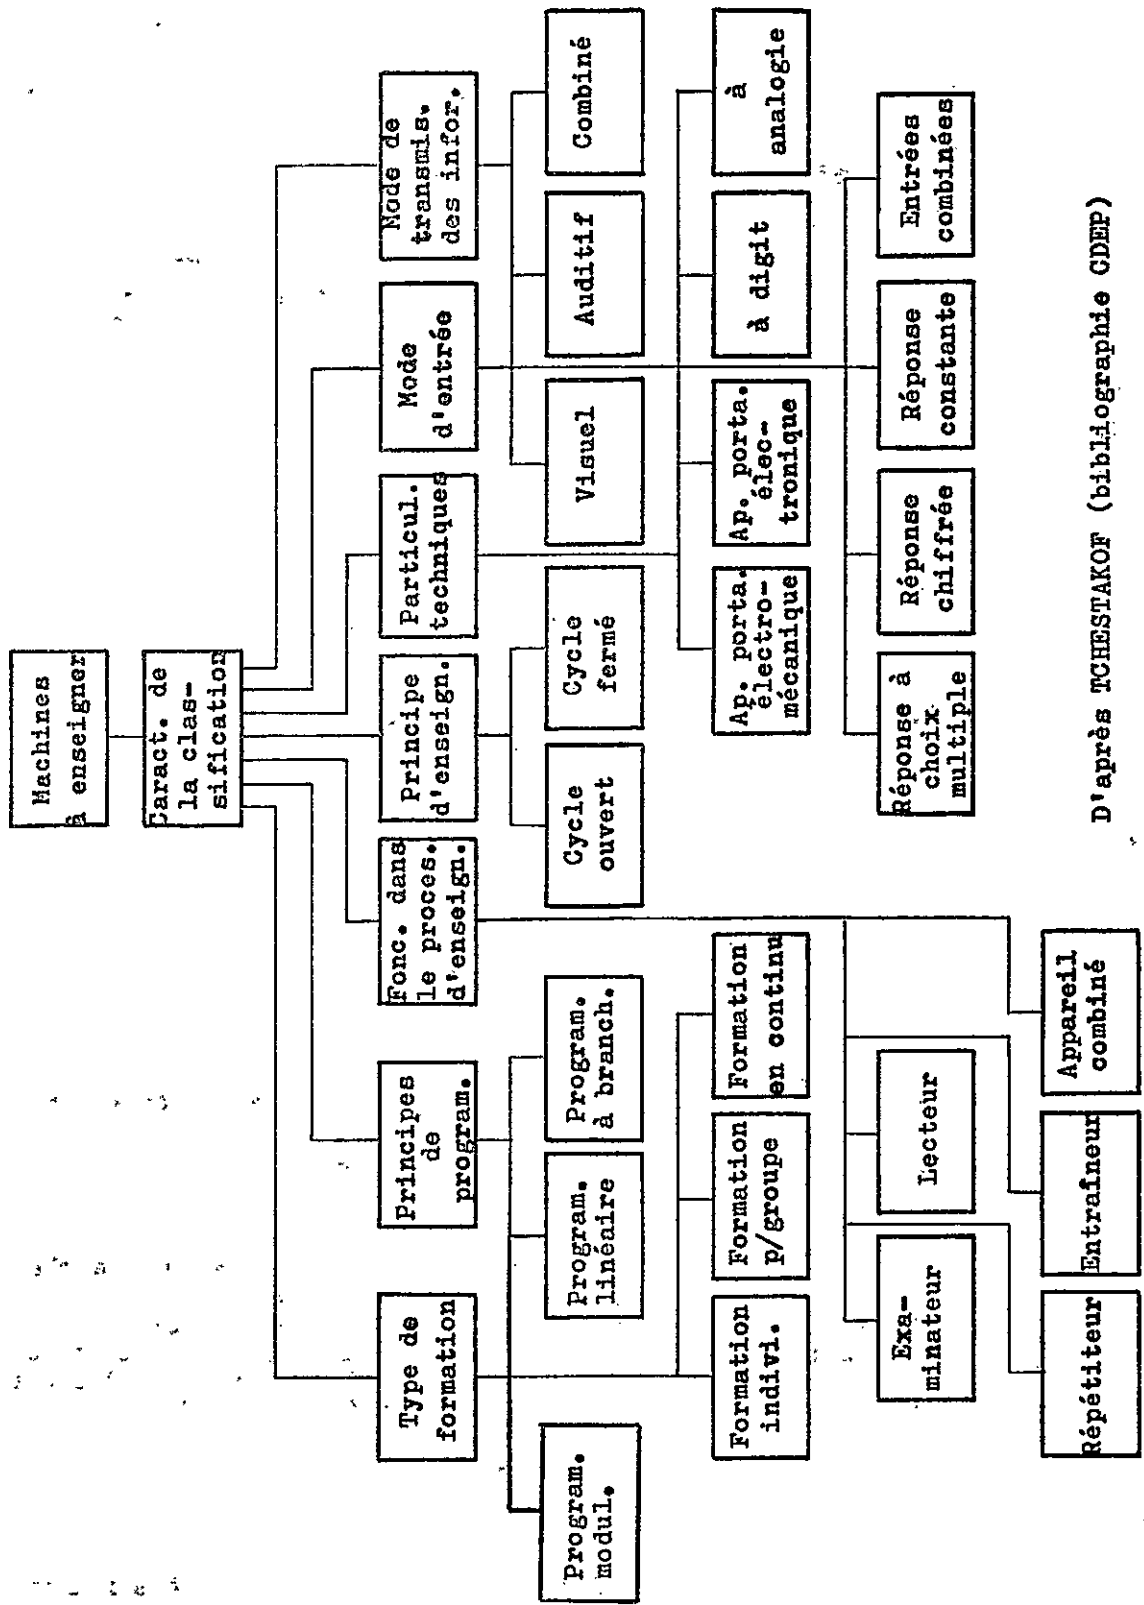 Machines
à enseigner
Caract. de
la clas-
sification
Type de
formation
Principes
de
program.
Fonc. dans
le proces.
d'enseign.
Principe
d'enseign.
Particul.
techniques
Mode
d'entrée
Mode de
transmis.
des infor.
Program.
modul.
Program.
linéaire
Program.
à branch.
Cycle
ouvert
Cycle
fermé
Visuel
Auditif
Combiné
Formation
indivi.
Formation
p/groupe
Formation
en continu
Ap. porta.
électro-
mécanique
Ap. porta.
élec-
tronique
à digit
à
analogie
Exa-
minateur
Lecteur
Réponse à
choix
multiple
Réponse
chiffrée
Réponse
constante
Entrées
combinées
Répétiteur
Entraîneur
Appareil
combiné
D'après TCHESTAKOF (bibliographie CDEP)